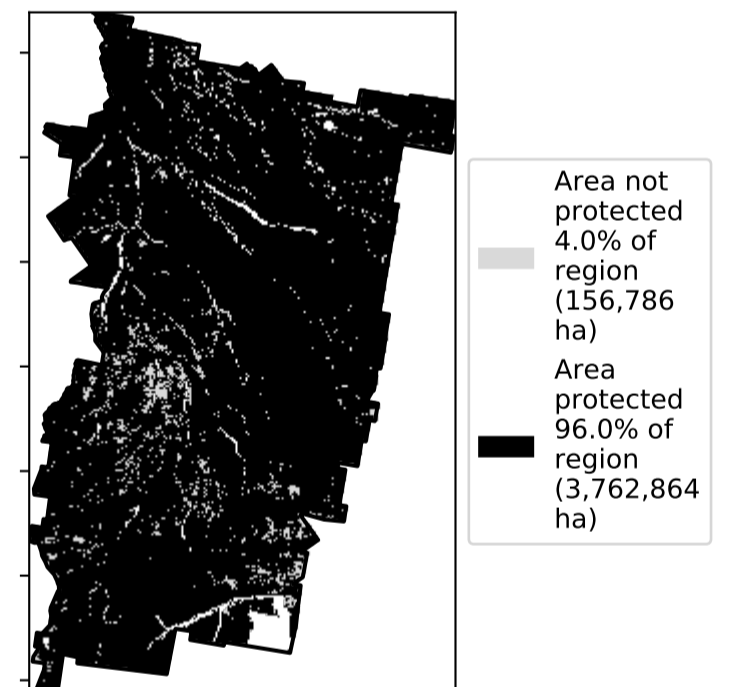 Area not
protected
4.0% of
region
(156,786
ha)
Area
protected
96.0% of
region
(3,762,864
ha)